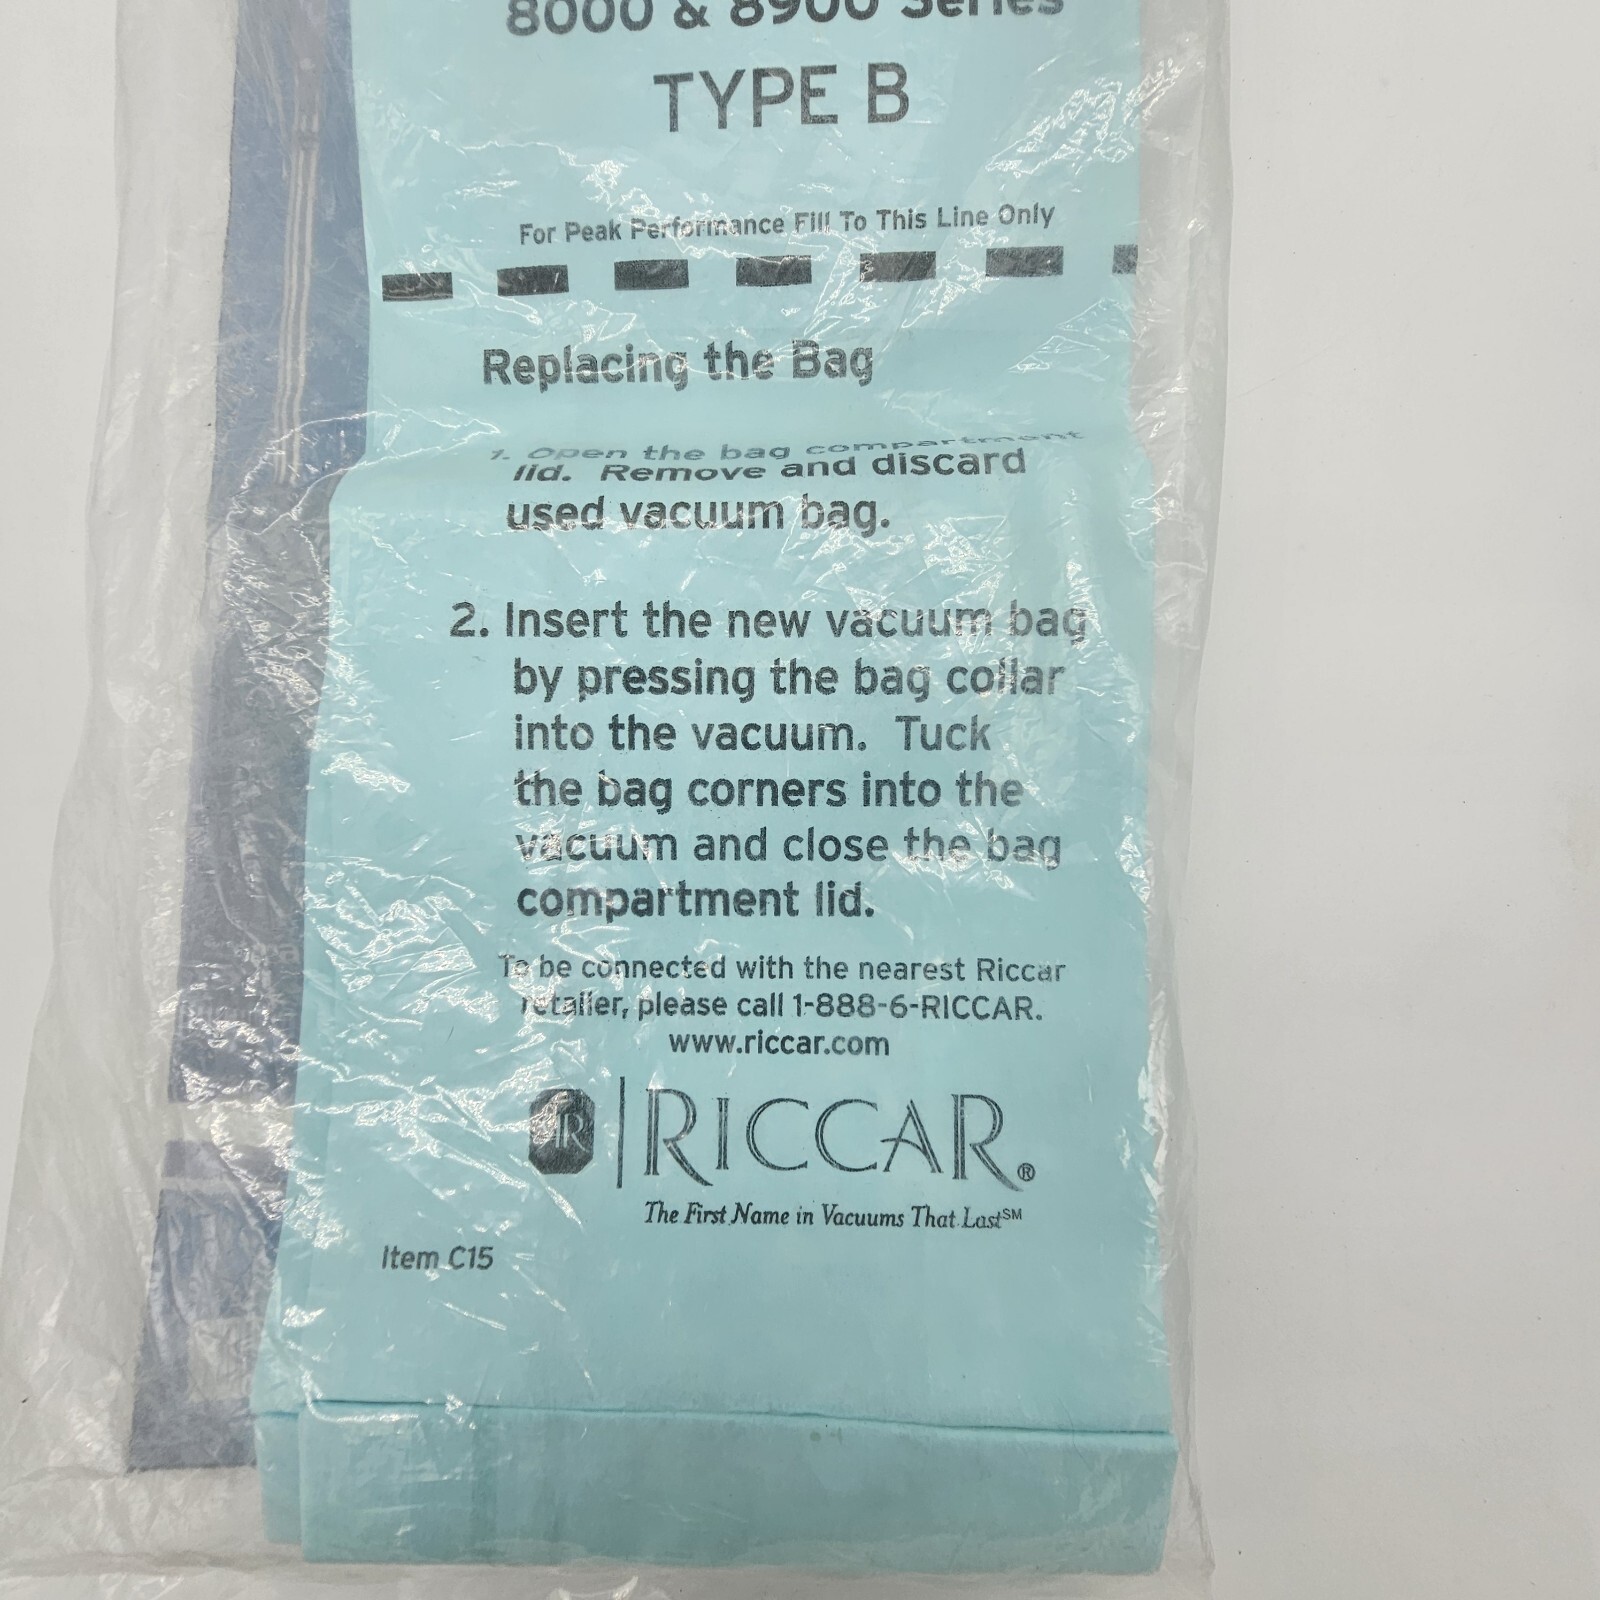 8000 & 8900 Series
TYPE B
For Peak Performance Fill To This Line Only
Replacing the Bag
1. Open the bag compartment
lid. Remove and discard
used vacuum bag.
2. Insert the new vacuum bag
by pressing the bag collar
into the vacuum. Tuck
the bag corners into the
vacuum and close the bag
compartment lid.
To be connected with the nearest Riccar
retailer, please call 1-888-6-RICCAR.
www.riccar.com
R | RICCAR®
The First Name in Vacuums That Last℠
Item C15